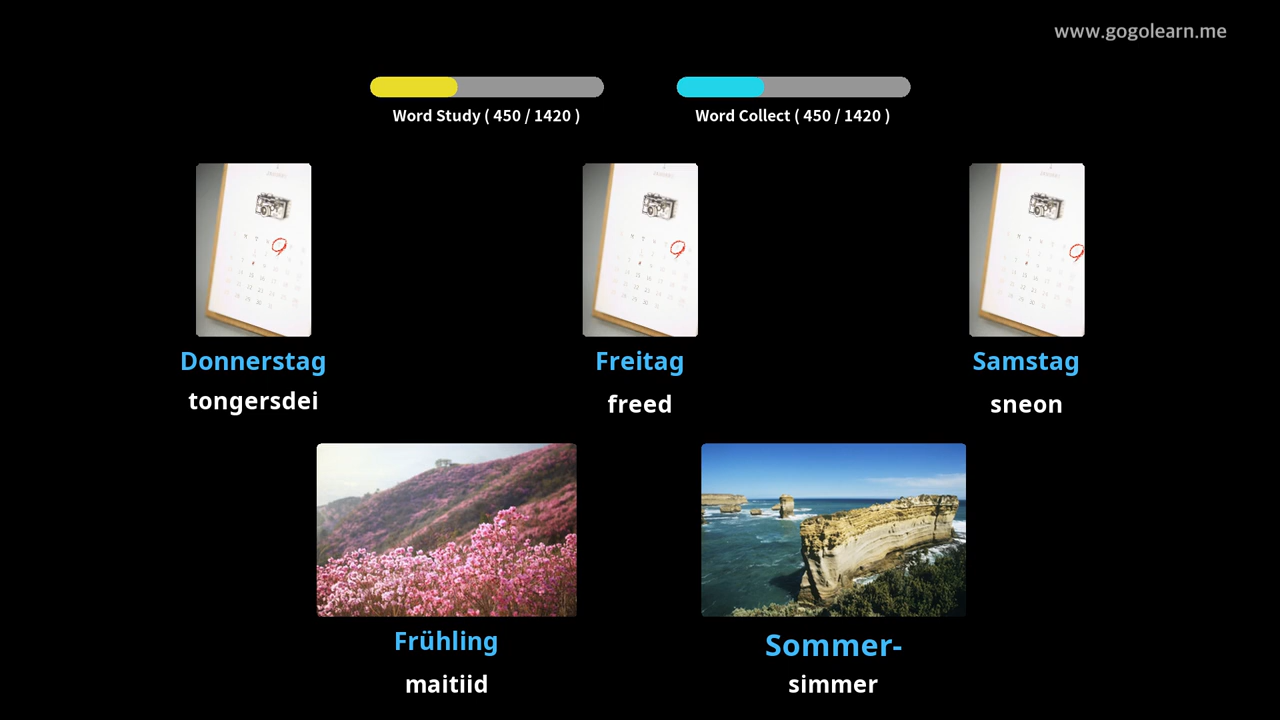 www.gogolearn.me
Word Study ( 450 / 1420 )
Word Collect ( 450 / 1420 )
Donnerstag
tongersdei
Freitag
freed
Samstag
sneon
Frühling
maitiid
Sommer-
simmer